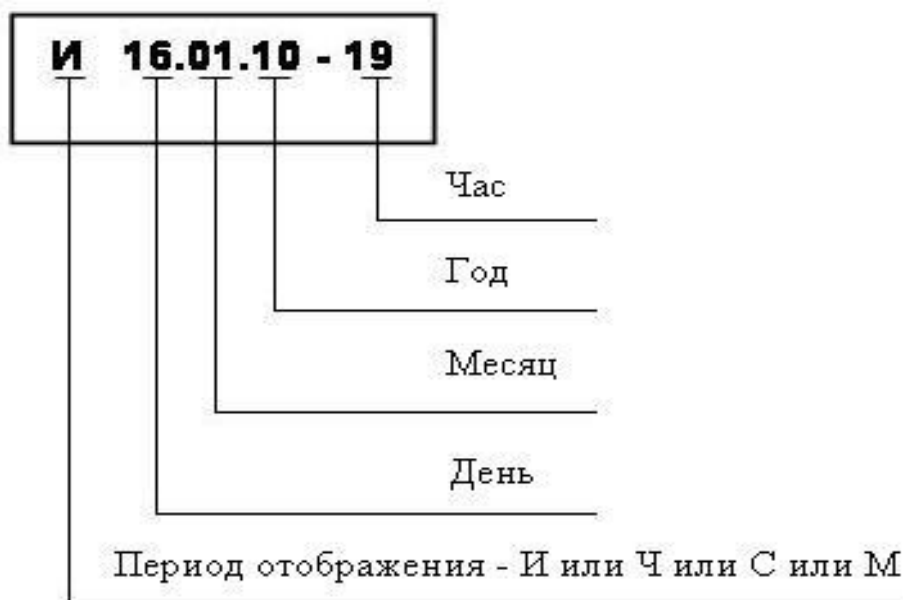 И 16.01.10 - 19
Час
Год
Месяц
День
Период отображения - И или Ч или С или М